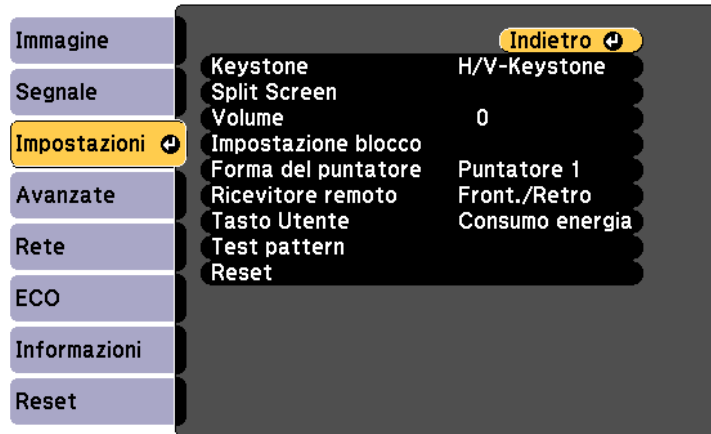 Immagine
Segnale
Impostazioni
Avanzate
Rete
ECO
Informazioni
Reset
Indietro
Keystone H/V-Keystone
Split Screen
Volume 0
Impostazione blocco
Forma del puntatore Puntatore 1
Ricevitore remoto Front./Retro
Tasto Utente Consumo energia
Test pattern
Reset